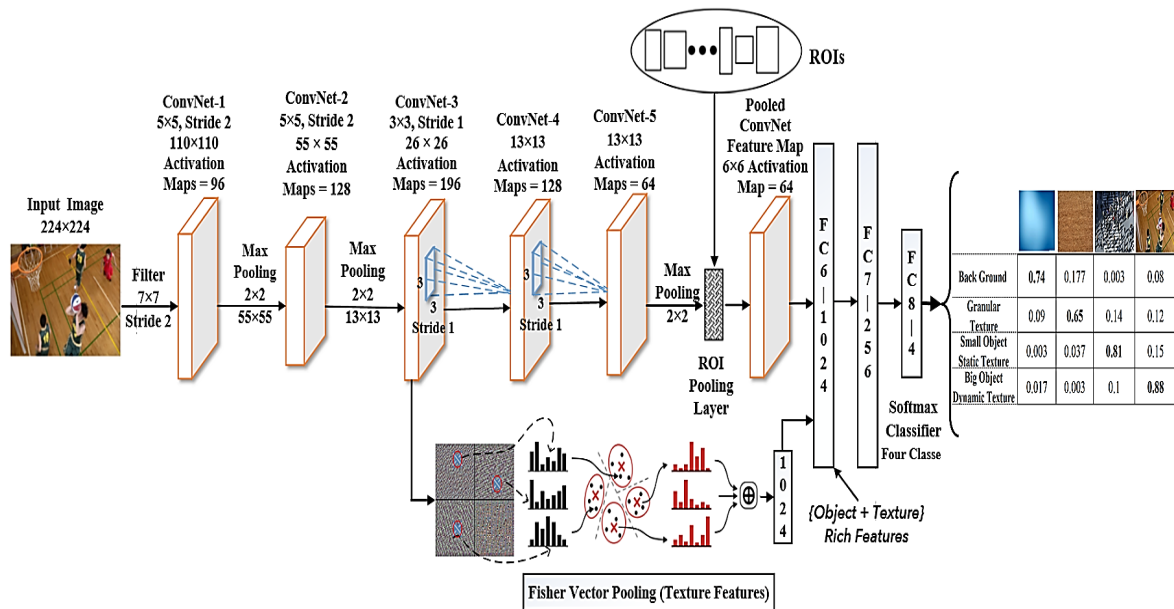 ROIs
ConvNet-1
5×5, Stride 2
110×110
Activation
Maps = 96
ConvNet-2
5×5, Stride 2
55 × 55
Activation
Maps = 128
ConvNet-3
3×3, Stride 1
26 × 26
Activation
Maps = 196
ConvNet-4
13×13
Activation
Maps = 128
ConvNet-5
13×13
Activation
Maps = 64
Pooled
ConvNet
Feature Map
6×6 Activation
Map = 64
Input Image
224×224
Filter
7×7
Stride 2
Max
Pooling
2×2
55×55
Max
Pooling
2×2
13×13
3
3
Stride 1
3
3
Stride 1
Max
Pooling
2×2
ROI
Pooling
Layer
FC6—1024
FC7—256
FC8—4
Softmax
Classifier
Four Classe
Back Ground 0.74 0.177 0.003 0.08
Granular
Texture 0.09 0.65 0.14 0.12
Small Object
Static Texture 0.003 0.037 0.81 0.15
Big Object
Dynamic Texture 0.017 0.003 0.1 0.88
1024
{Object + Texture}
Rich Features
Fisher Vector Pooling (Texture Features)